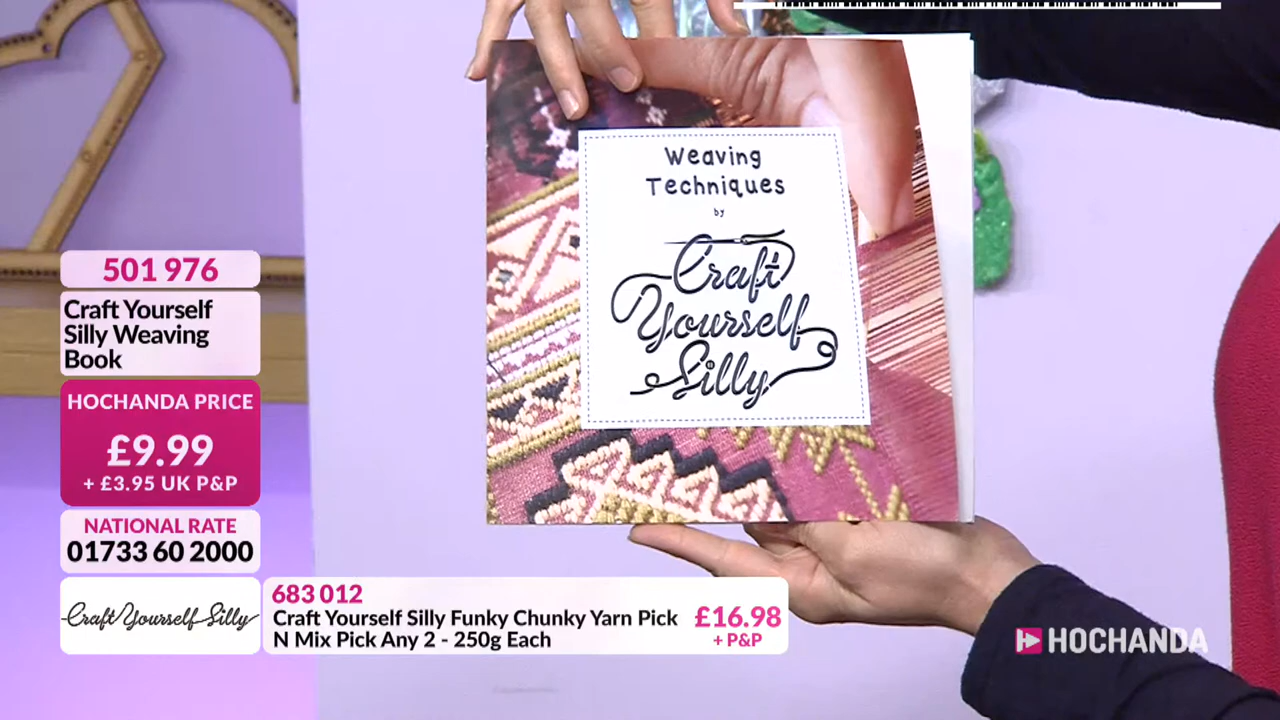 Weaving
Techniques
by
Craft
Yourself
Silly
501 976
Craft Yourself
Silly Weaving
Book
HOCHANDA PRICE
£9.99
+ £3.95 UK P&P
NATIONAL RATE
01733 60 2000
Craft Yourself Silly
683 012
Craft Yourself Silly Funky Chunky Yarn Pick
N Mix Pick Any 2 - 250g Each
£16.98
+ P&P
HOCHANDA